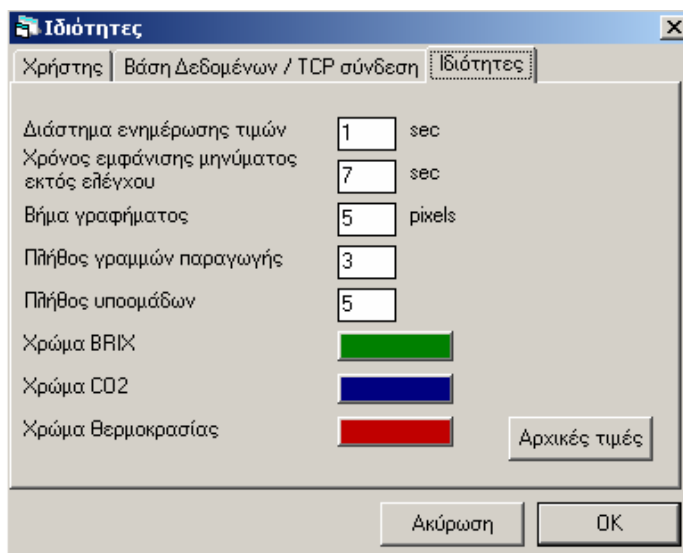 Ιδιότητες
Χρήστης Βάση Δεδομένων / TCP σύνδεση Ιδιότητες
Διάστημα ενημέρωσης τιμών 1 sec
Χρόνος εμφάνισης μηνύματος
εκτός ελέγχου 7 sec
Βήμα γραφήματος 5 pixels
Πλήθος γραμμών παραγωγής 3
Πλήθος υποομάδων 5
Χρώμα BRIX
Χρώμα CO2
Χρώμα θερμοκρασίας
Αρχικές τιμές
Ακύρωση OK